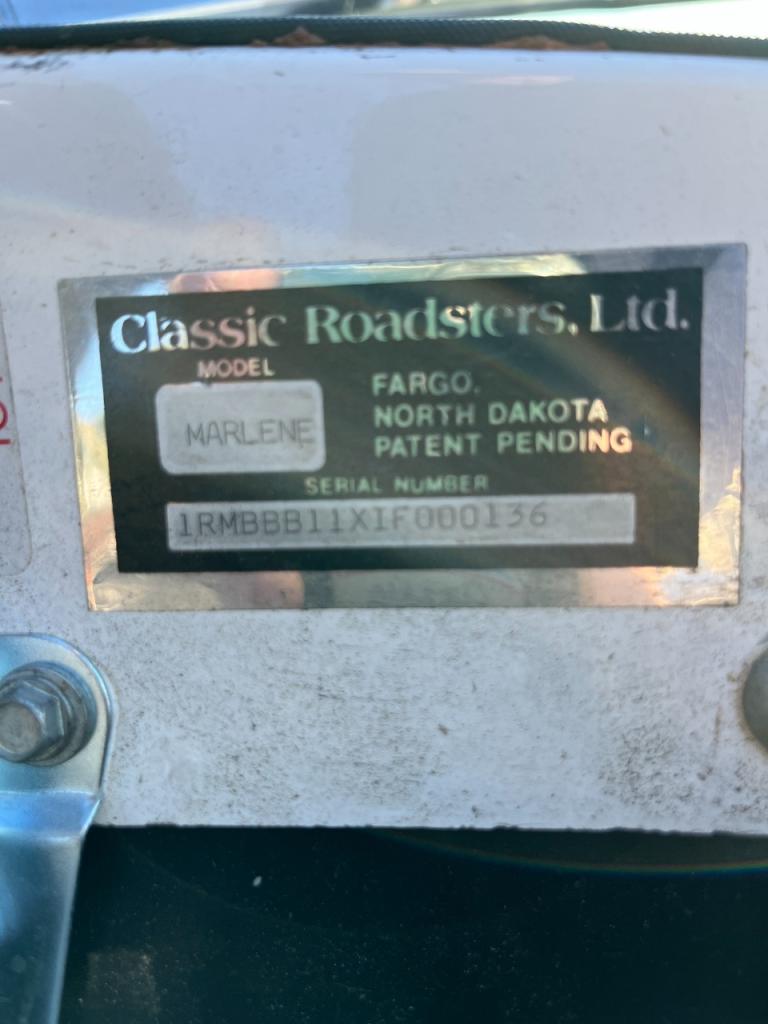 Classic Roadsters, Ltd.
MODEL
MARLENE
FARGO,
NORTH DAKOTA
PATENT PENDING
SERIAL NUMBER
1RMBBB11X1F000136